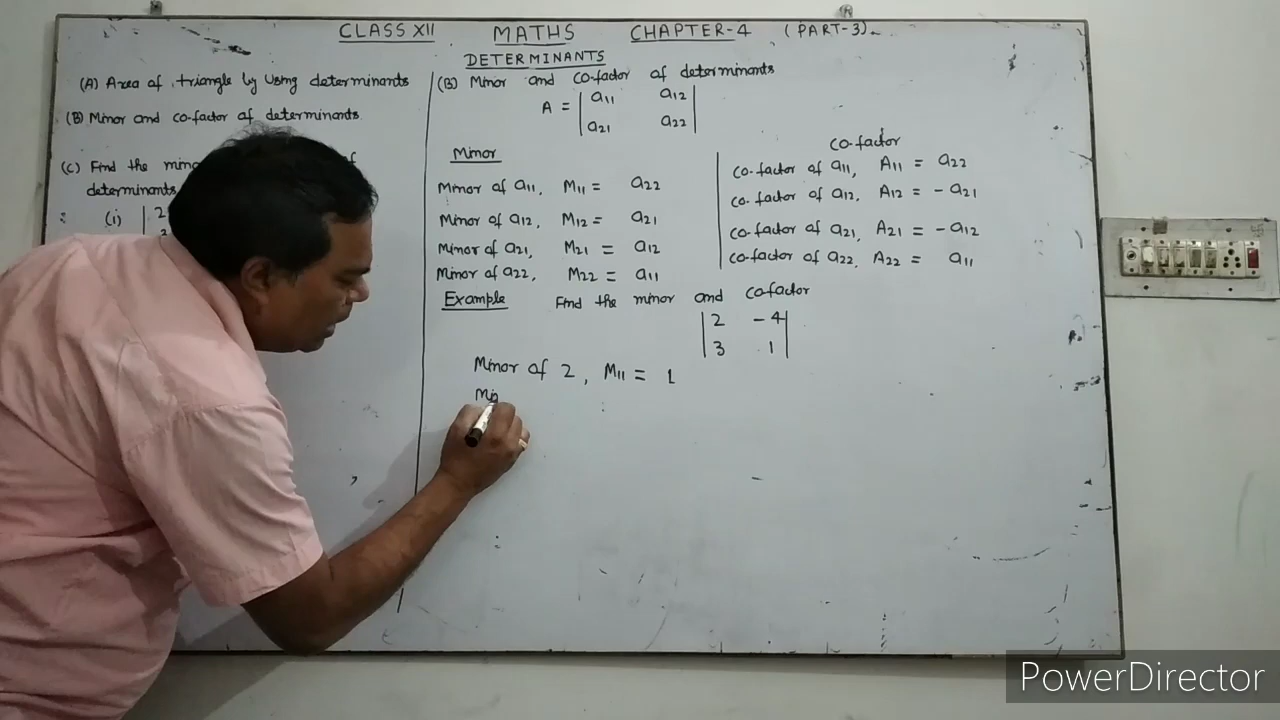 CLASS XII MATHS CHAPTER-4 (PART-3)
DETERMINANTS
(A) Area of triangle by using determinants
(B) Minor and co-factor of determinants
(C) Find the
determinants
(i) | 2
(B) Minor and co-factor of determinants
A = | a11 a12 |
| a21 a22 |
Minor
Minor of a11, M11 = a22
Minor of a12, M12 = a21
Minor of a21, M21 = a12
Minor of a22, M22 = a11
co-factor
co-factor of a11, A11 = a22
co-factor of a12, A12 = - a21
co-factor of a21, A21 = - a12
co-factor of a22, A22 = a11
Example Find the minor and cofactor
| 2 - 4 |
| 3 1 |
Minor of 2, M11 = 1
Min
PowerDirector